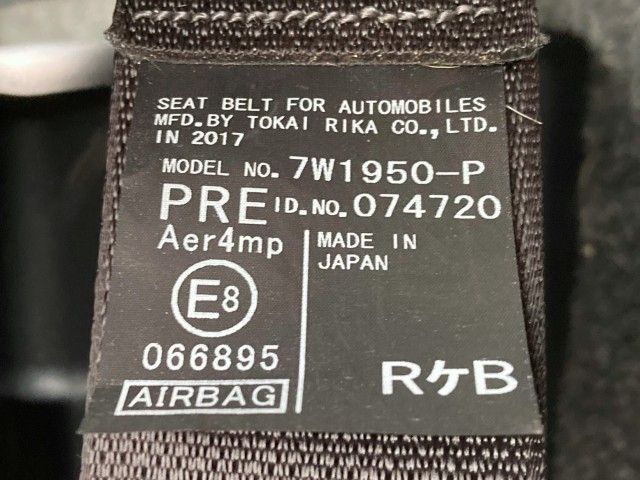 SEAT BELT FOR AUTOMOBILES
MFD.BY TOKAI RIKA CO.,LTD.
IN 2017
MODEL NO. 7W1950-P
PRE ID.NO. 074720
Aer4mp
MADE IN
JAPAN
E8
066895
AIRBAG
RケB